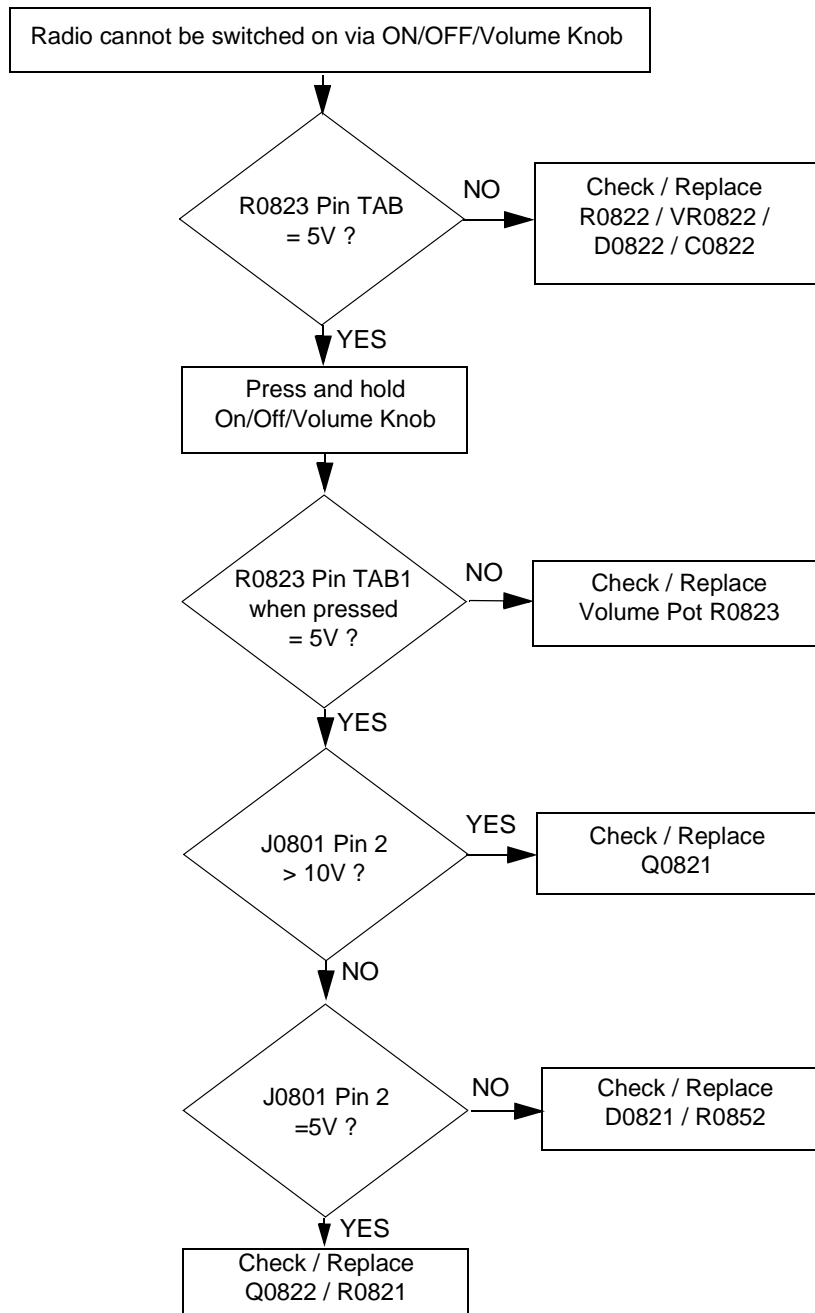 Radio cannot be switched on via ON/OFF/Volume Knob
R0823 Pin TAB
= 5V ?
NO
Check / Replace
R0822 / VR0822 /
D0822 / C0822
YES
Press and hold
On/Off/Volume Knob
R0823 Pin TAB1
when pressed
= 5V ?
NO
Check / Replace
Volume Pot R0823
YES
J0801 Pin 2
> 10V ?
YES
Check / Replace
Q0821
NO
J0801 Pin 2
=5V ?
NO
Check / Replace
D0821 / R0852
YES
Check / Replace
Q0822 / R0821